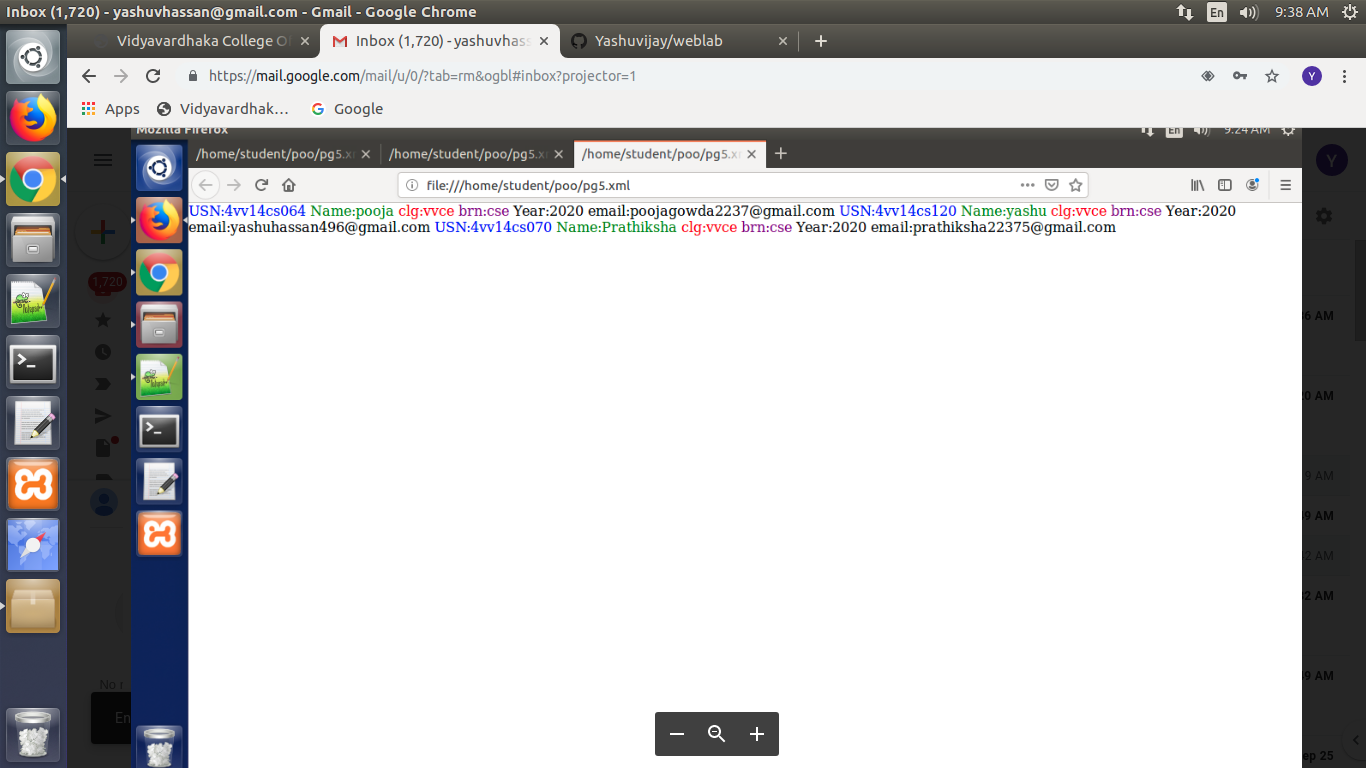 Inbox (1,720) - yashuvhassan@gmail.com - Gmail - Google Chrome
En
9:38 AM
Vidyavardhaka College O
Inbox (1,720) - yashuvhass
Yashuvijay/weblab
https://mail.google.com/mail/u/0/?tab=rm&ogbl#inbox?projector=1
Y
Apps
Vidyavardhak…
Google
Mozilla Firefox
En
9:24 AM
/home/student/poo/pg5.x
/home/student/poo/pg5.x
/home/student/poo/pg5.x
Y
file:///home/student/poo/pg5.xml
USN:4vv14cs064 Name:pooja clg:vvce brn:cse Year:2020 email:poojagowda2237@gmail.com USN:4vv14cs120 Name:yashu clg:vvce brn:cse Year:2020
email:yashuhassan496@gmail.com USN:4vv14cs070 Name:Prathiksha clg:vvce brn:cse Year:2020 email:prathiksha22375@gmail.com
1,720
6 AM
0 AM
9 AM
49 AM
2 AM
32 AM
49 AM
No r
En
ep 25